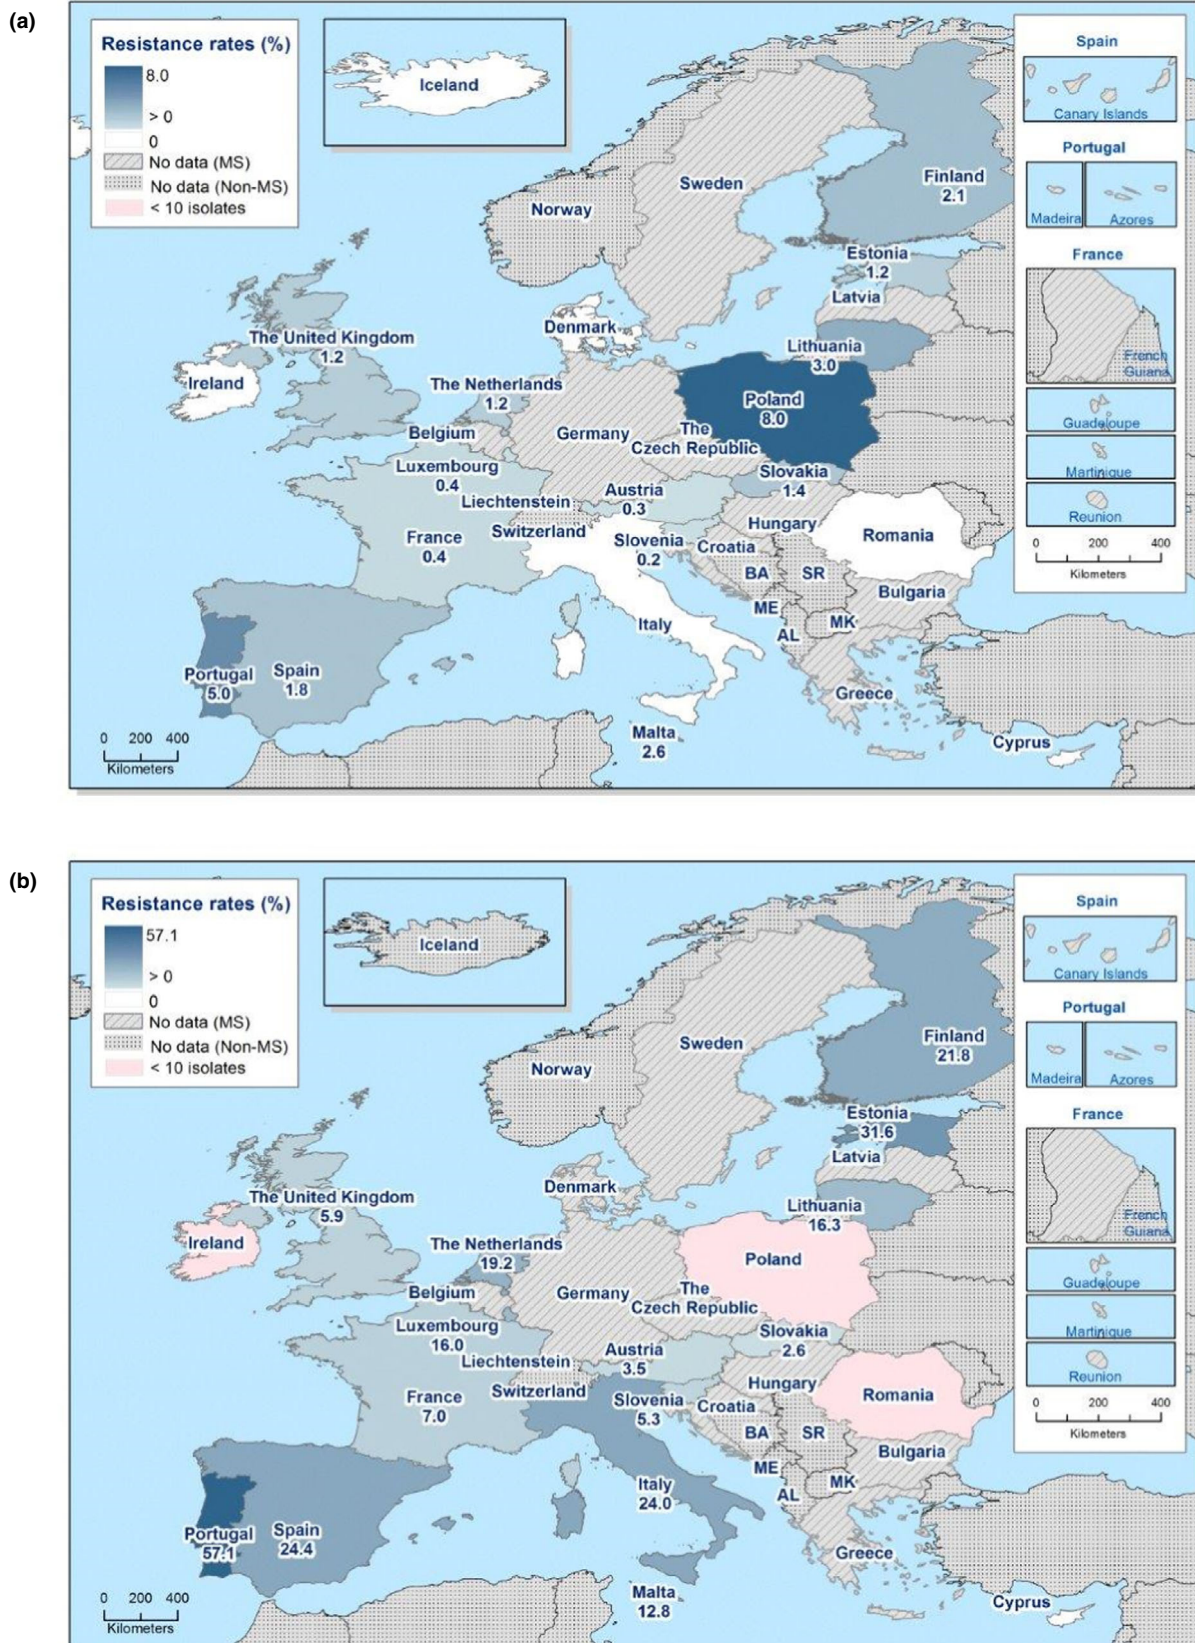 (a)
Resistance rates (%)
8.0
> 0
0
No data (MS)
No data (Non-MS)
< 10 isolates
Iceland
Spain
Canary Islands
Portugal
Madeira
Azores
France
French
Guiana
Guadeloupe
Martinique
Reunion
0 200 400
Kilometers
Norway
Sweden
Finland
2.1
Estonia
1.2
Latvia
Denmark
Lithuania
3.0
The United Kingdom
1.2
Ireland
The Netherlands
1.2
Poland
8.0
Belgium
Germany
The
Czech Republic
Luxembourg
0.4
Slovakia
1.4
Austria
0.3
Liechtenstein
Hungary
Romania
Switzerland
France
0.4
Slovenia
0.2
Croatia
BA
SR
Bulgaria
ME
MK
Italy
AL
Portugal
5.0
Spain
1.8
Greece
Malta
2.6
Cyprus
0 200 400
Kilometers
(b)
Resistance rates (%)
57.1
> 0
0
No data (MS)
No data (Non-MS)
< 10 isolates
Iceland
Spain
Canary Islands
Portugal
Madeira
Azores
France
French
Guiana
Guadeloupe
Martinique
Reunion
0 200 400
Kilometers
Norway
Sweden
Finland
21.8
Estonia
31.6
Latvia
Denmark
Lithuania
16.3
The United Kingdom
5.9
Ireland
The Netherlands
19.2
Poland
Belgium
Germany
The
Czech Republic
Luxembourg
16.0
Slovakia
2.6
Austria
3.5
Liechtenstein
Hungary
Romania
Switzerland
France
7.0
Slovenia
5.3
Croatia
BA
SR
Bulgaria
ME
MK
Italy
24.0
AL
Portugal
57.1
Spain
24.4
Greece
Malta
12.8
Cyprus
0 200 400
Kilometers